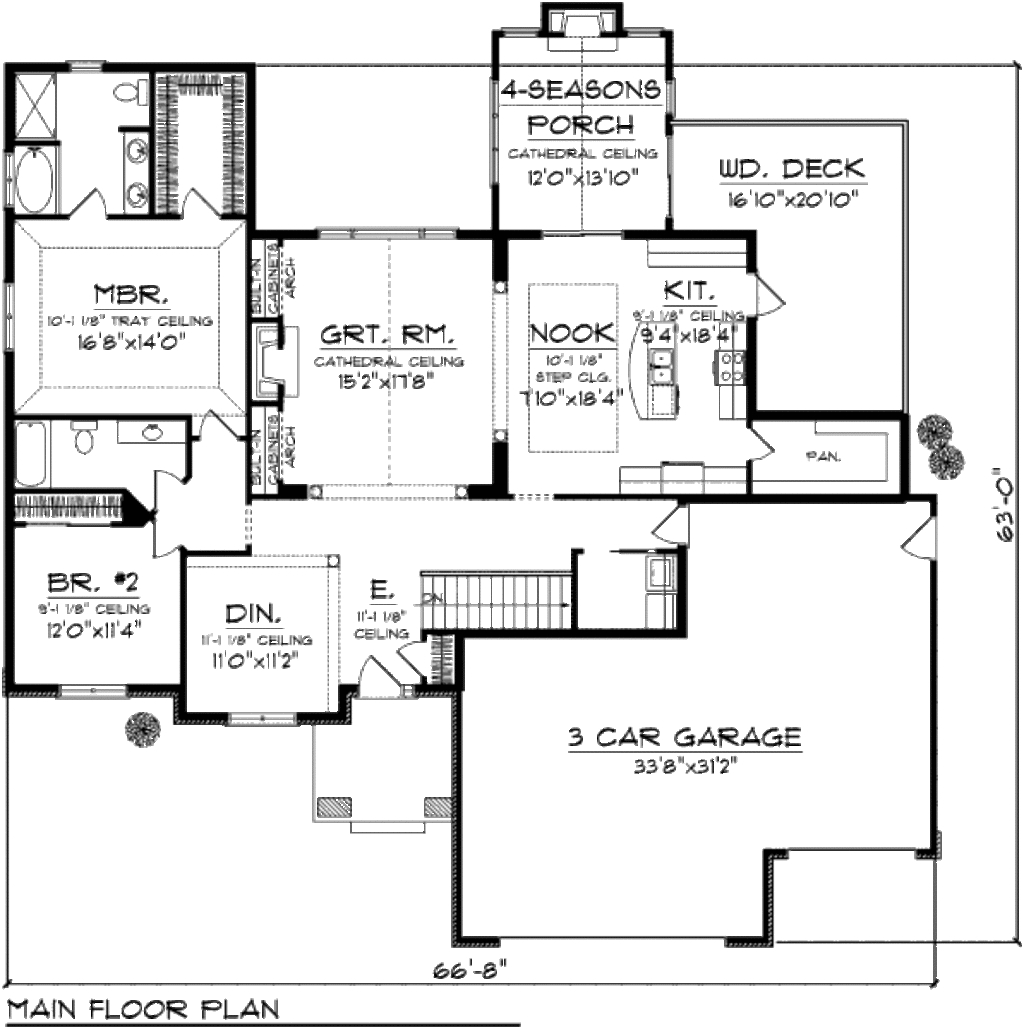 4-SEASONS
PORCH
CATHEDRAL CEILING
12'0"x13'10"
WD. DECK
16'10"x20'10"
MBR.
10'-1 1/8" TRAY CEILING
16'8"x14'0"
BUILT-IN
CABINETS
ARCH
GRT. RM.
CATHEDRAL CEILING
15'2"x17'8"
NOOK
10'-1 1/8"
STEP CLG.
7'10"x18'4"
KIT.
9'-1 1/8" CEILING
9'4"x18'4"
BUILT-IN
CABINETS
ARCH
PAN.
63'-0"
BR. #2
9'-1 1/8" CEILING
12'0"x11'4"
DIN.
11'-1 1/8" CEILING
11'0"x11'2"
E.
11'-1 1/8"
CEILING
DN.
3 CAR GARAGE
33'8"x31'2"
66'-8"
MAIN FLOOR PLAN